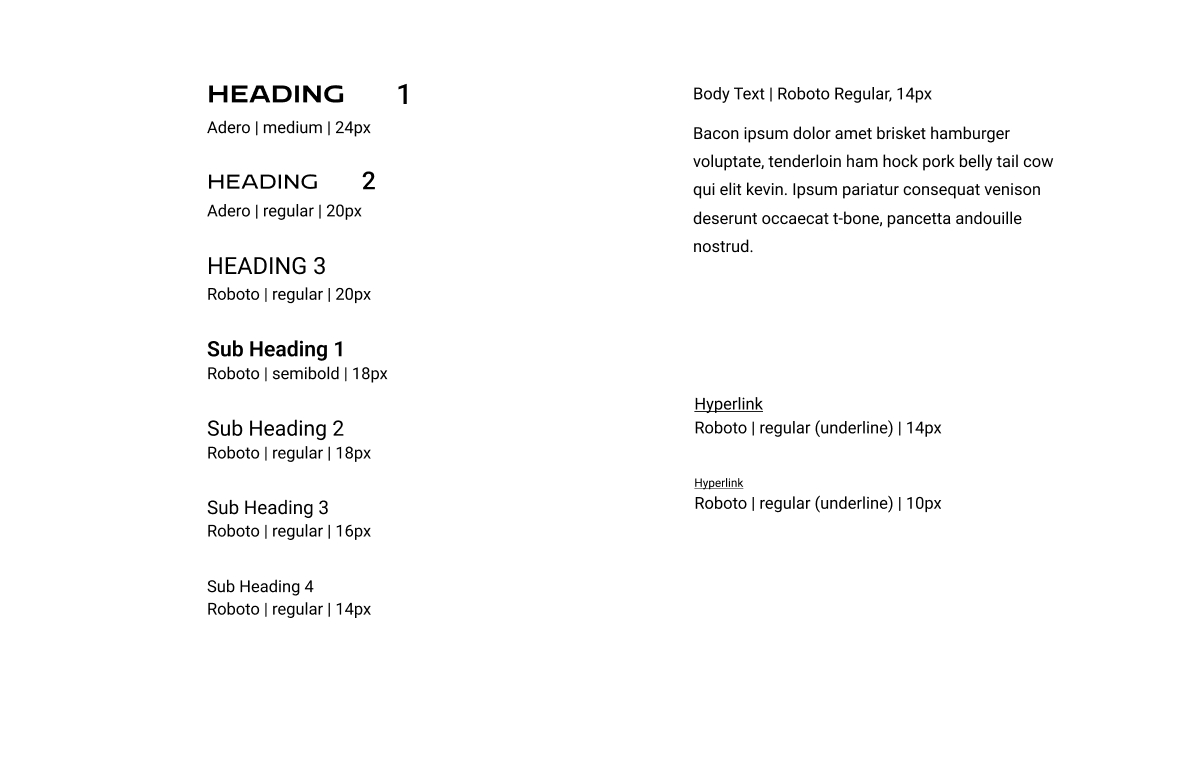 HEADING 1
Adero | medium | 24px
HEADING 2
Adero | regular | 20px
HEADING 3
Roboto | regular | 20px
Sub Heading 1
Roboto | semibold | 18px
Sub Heading 2
Roboto | regular | 18px
Sub Heading 3
Roboto | regular | 16px
Sub Heading 4
Roboto | regular | 14px
Body Text | Roboto Regular, 14px
Bacon ipsum dolor amet brisket hamburger
voluptate, tenderloin ham hock pork belly tail cow
qui elit kevin. Ipsum pariatur consequat venison
deserunt occaecat t-bone, pancetta andouille
nostrud.
Hyperlink
Roboto | regular (underline) | 14px
Hyperlink
Roboto | regular (underline) | 10px